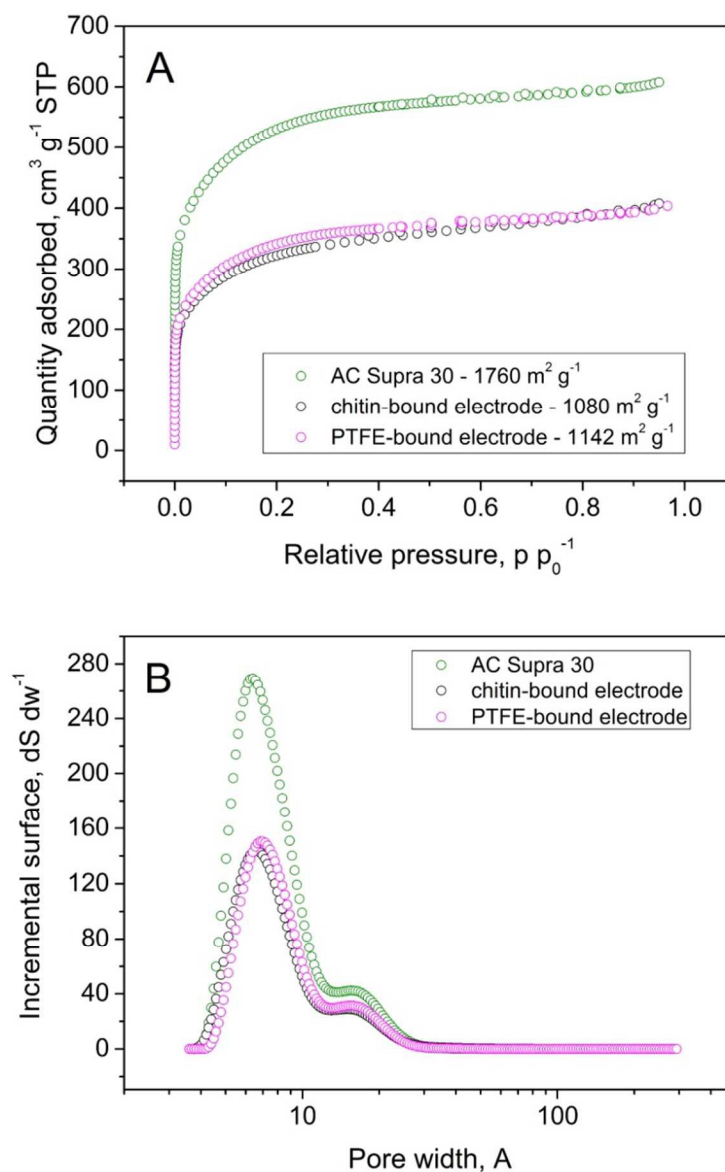 A
700
600
500
400
300
200
100
0
Quantity adsorbed, cm³ g⁻¹ STP
AC Supra 30 - 1760 m² g⁻¹
chitin-bound electrode - 1080 m² g⁻¹
PTFE-bound electrode - 1142 m² g⁻¹
0.0 0.2 0.4 0.6 0.8 1.0
Relative pressure, p p₀⁻¹
B
280
240
200
160
120
80
40
0
Incremental surface, dS dw⁻¹
AC Supra 30
chitin-bound electrode
PTFE-bound electrode
10 100
Pore width, A